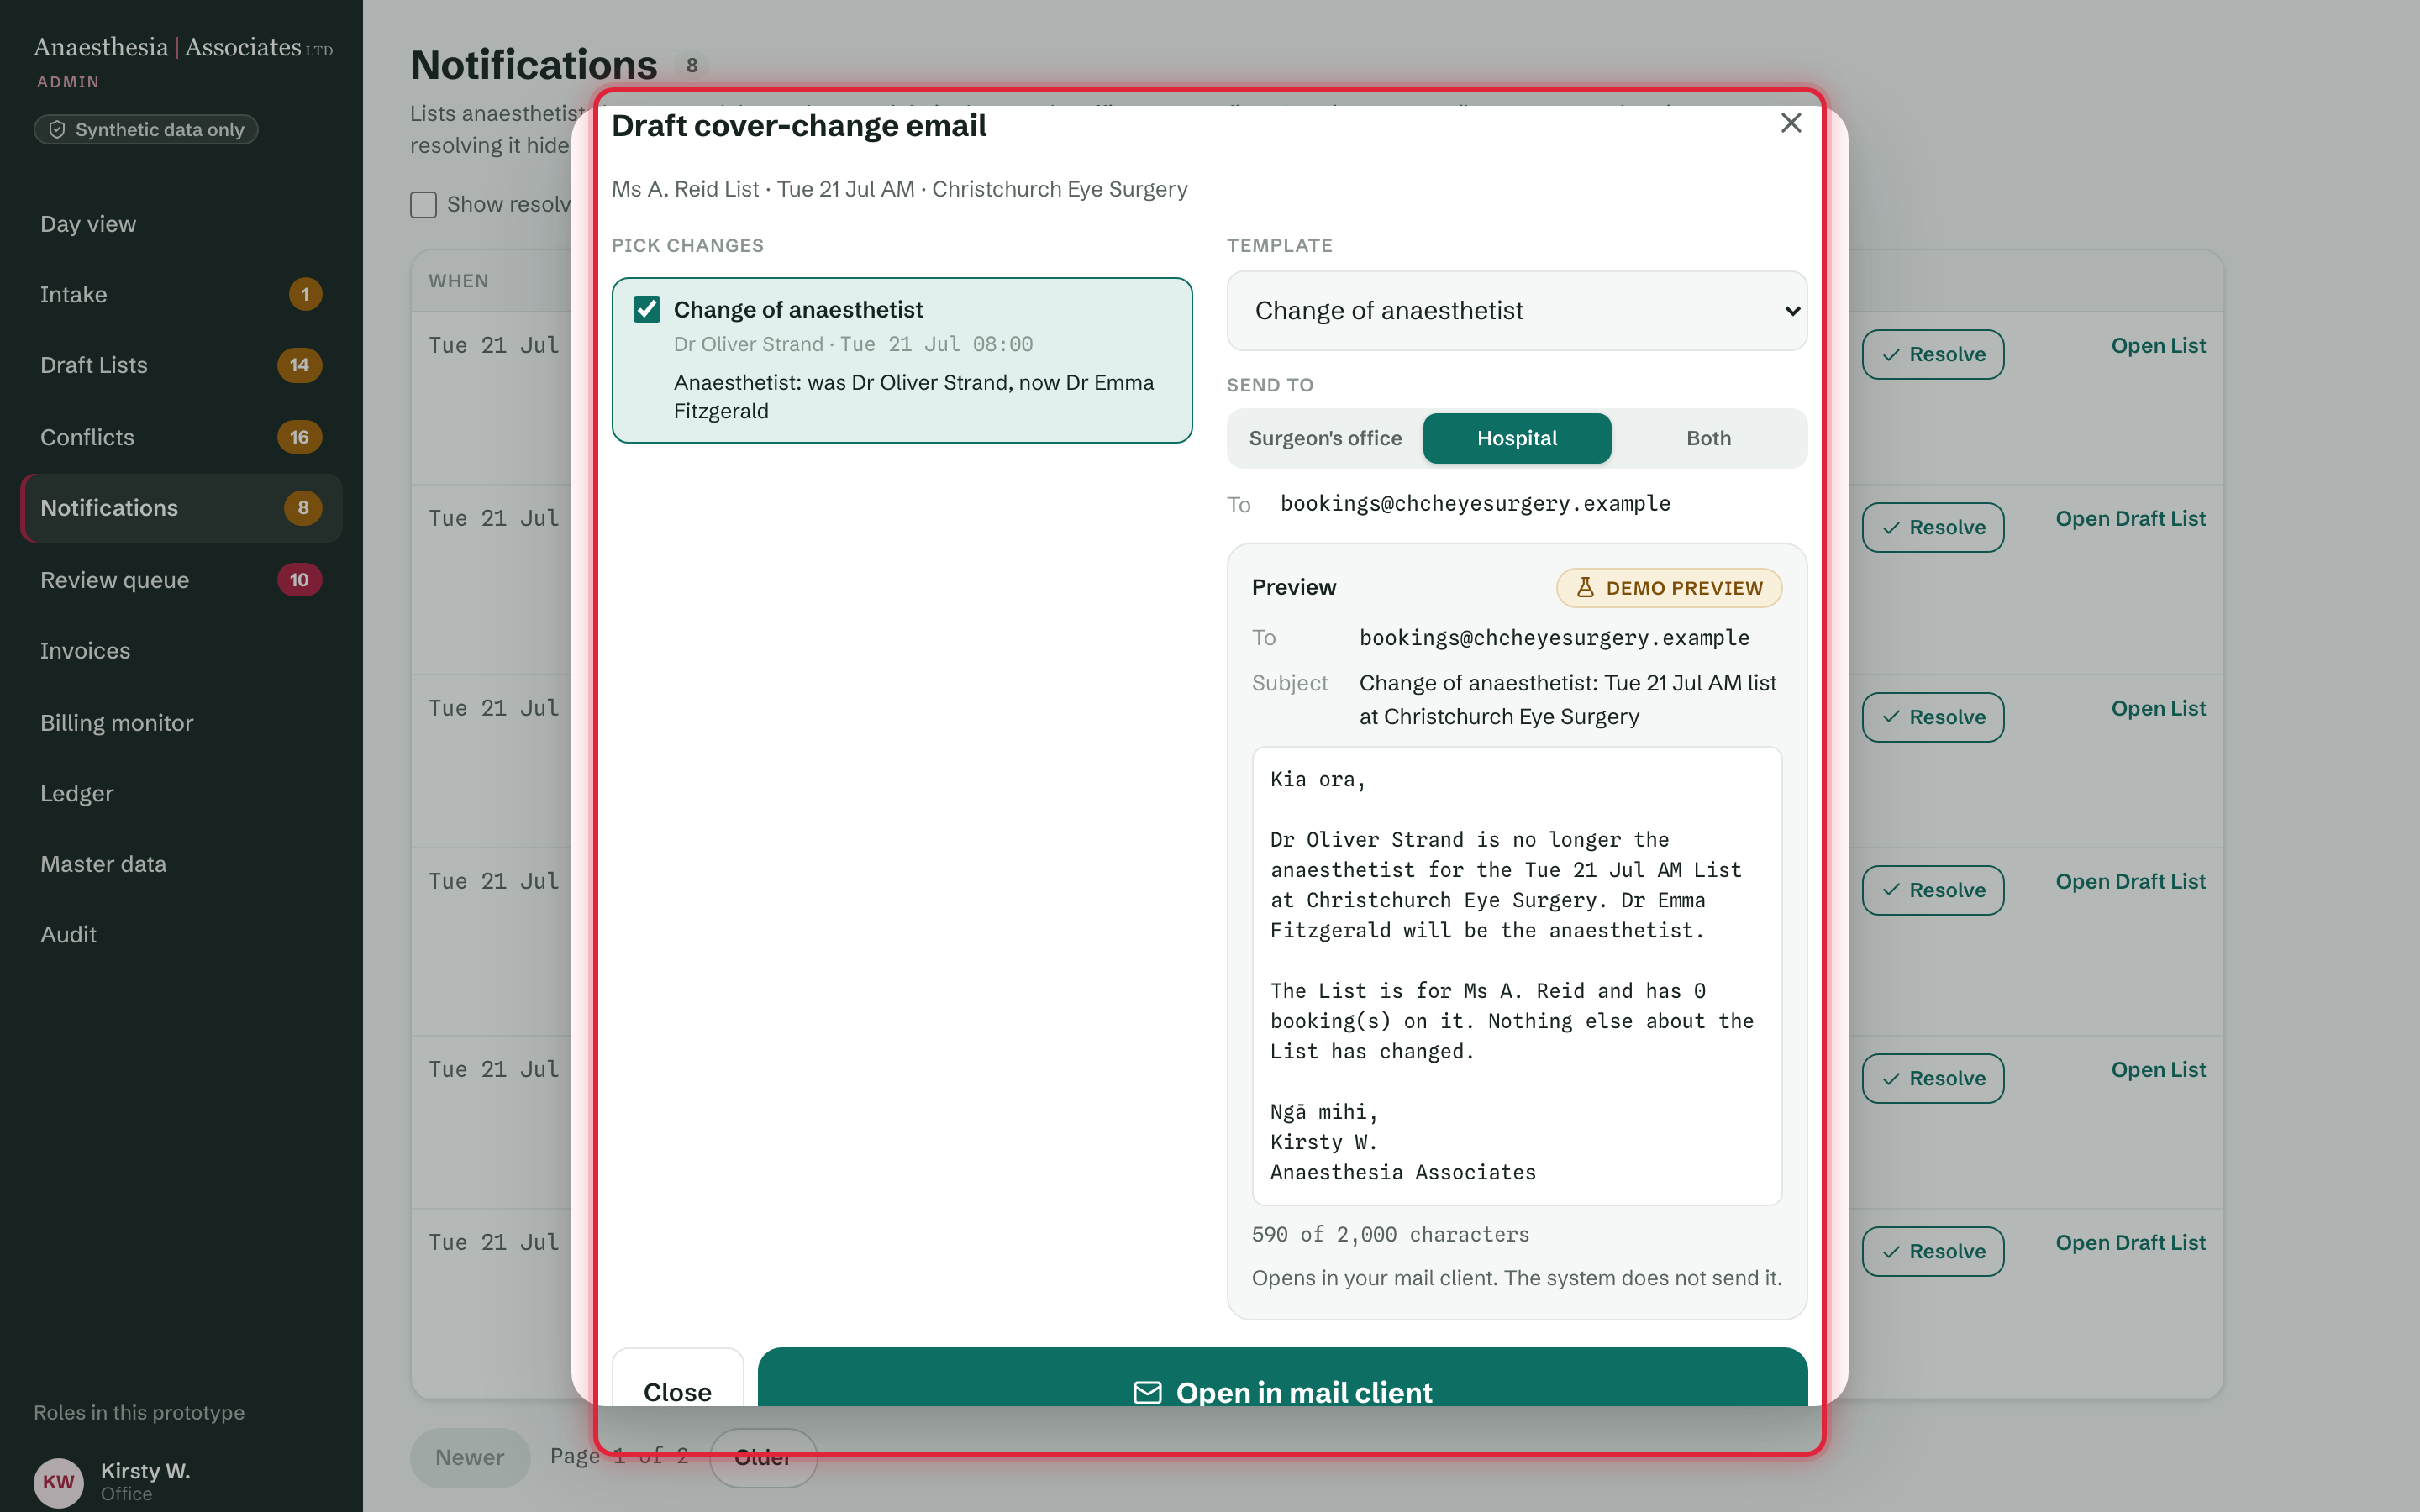 Anaesthesia | Associates LTD
ADMIN
Synthetic data only
Day view
Intake 1
Draft Lists 14
Conflicts 16
Notifications 8
Review queue 10
Invoices
Billing monitor
Ledger
Master data
Audit
Roles in this prototype
KW Kirsty W.
Office
Notifications 8
Lists anaesthetist
resolving it hide
Show resolv
WHEN
Tue 21 Jul
Resolve Open List
Tue 21 Jul
Resolve Open Draft List
Tue 21 Jul
Resolve Open List
Tue 21 Jul
Resolve Open Draft List
Tue 21 Jul
Resolve Open List
Tue 21 Jul
Resolve Open Draft List
Newer Page 1 of 2 Older
Draft cover-change email
Ms A. Reid List · Tue 21 Jul AM · Christchurch Eye Surgery
PICK CHANGES
Change of anaesthetist
Dr Oliver Strand · Tue 21 Jul 08:00
Anaesthetist: was Dr Oliver Strand, now Dr Emma
Fitzgerald
TEMPLATE
Change of anaesthetist
SEND TO
Surgeon's office Hospital Both
To bookings@chcheyesurgery.example
Preview DEMO PREVIEW
To bookings@chcheyesurgery.example
Subject Change of anaesthetist: Tue 21 Jul AM list
at Christchurch Eye Surgery
Kia ora,
Dr Oliver Strand is no longer the
anaesthetist for the Tue 21 Jul AM List
at Christchurch Eye Surgery. Dr Emma
Fitzgerald will be the anaesthetist.
The List is for Ms A. Reid and has 0
booking(s) on it. Nothing else about the
List has changed.
Ngā mihi,
Kirsty W.
Anaesthesia Associates
590 of 2,000 characters
Opens in your mail client. The system does not send it.
Close Open in mail client